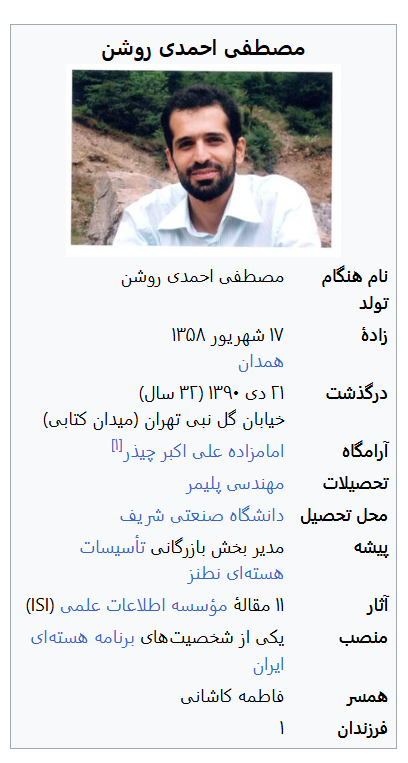 مصطفی احمدی روشن
نام هنگام تولد	مصطفی احمدی روشن
زادهٔ	۱۷ شهریور ۱۳۵۸
همدان
درگذشت	۲۱ دی ۱۳۹۰ (۳۲ سال)
خیابان گل نبی تهران (میدان کتابی)
آرامگاه	امامزاده علی اکبر چیذر[۱]
تحصیلات	مهندسی پلیمر
محل تحصیل	دانشگاه صنعتی شریف
پیشه	مدیر بخش بازرگانی تأسیسات
هسته‌ای نطنز
آثار	۱۱ مقالهٔ مؤسسه اطلاعات علمی (ISI)
منصب	یکی از شخصیت‌های برنامه هسته‌ای
ایران
همسر	فاطمه کاشانی
فرزندان	۱